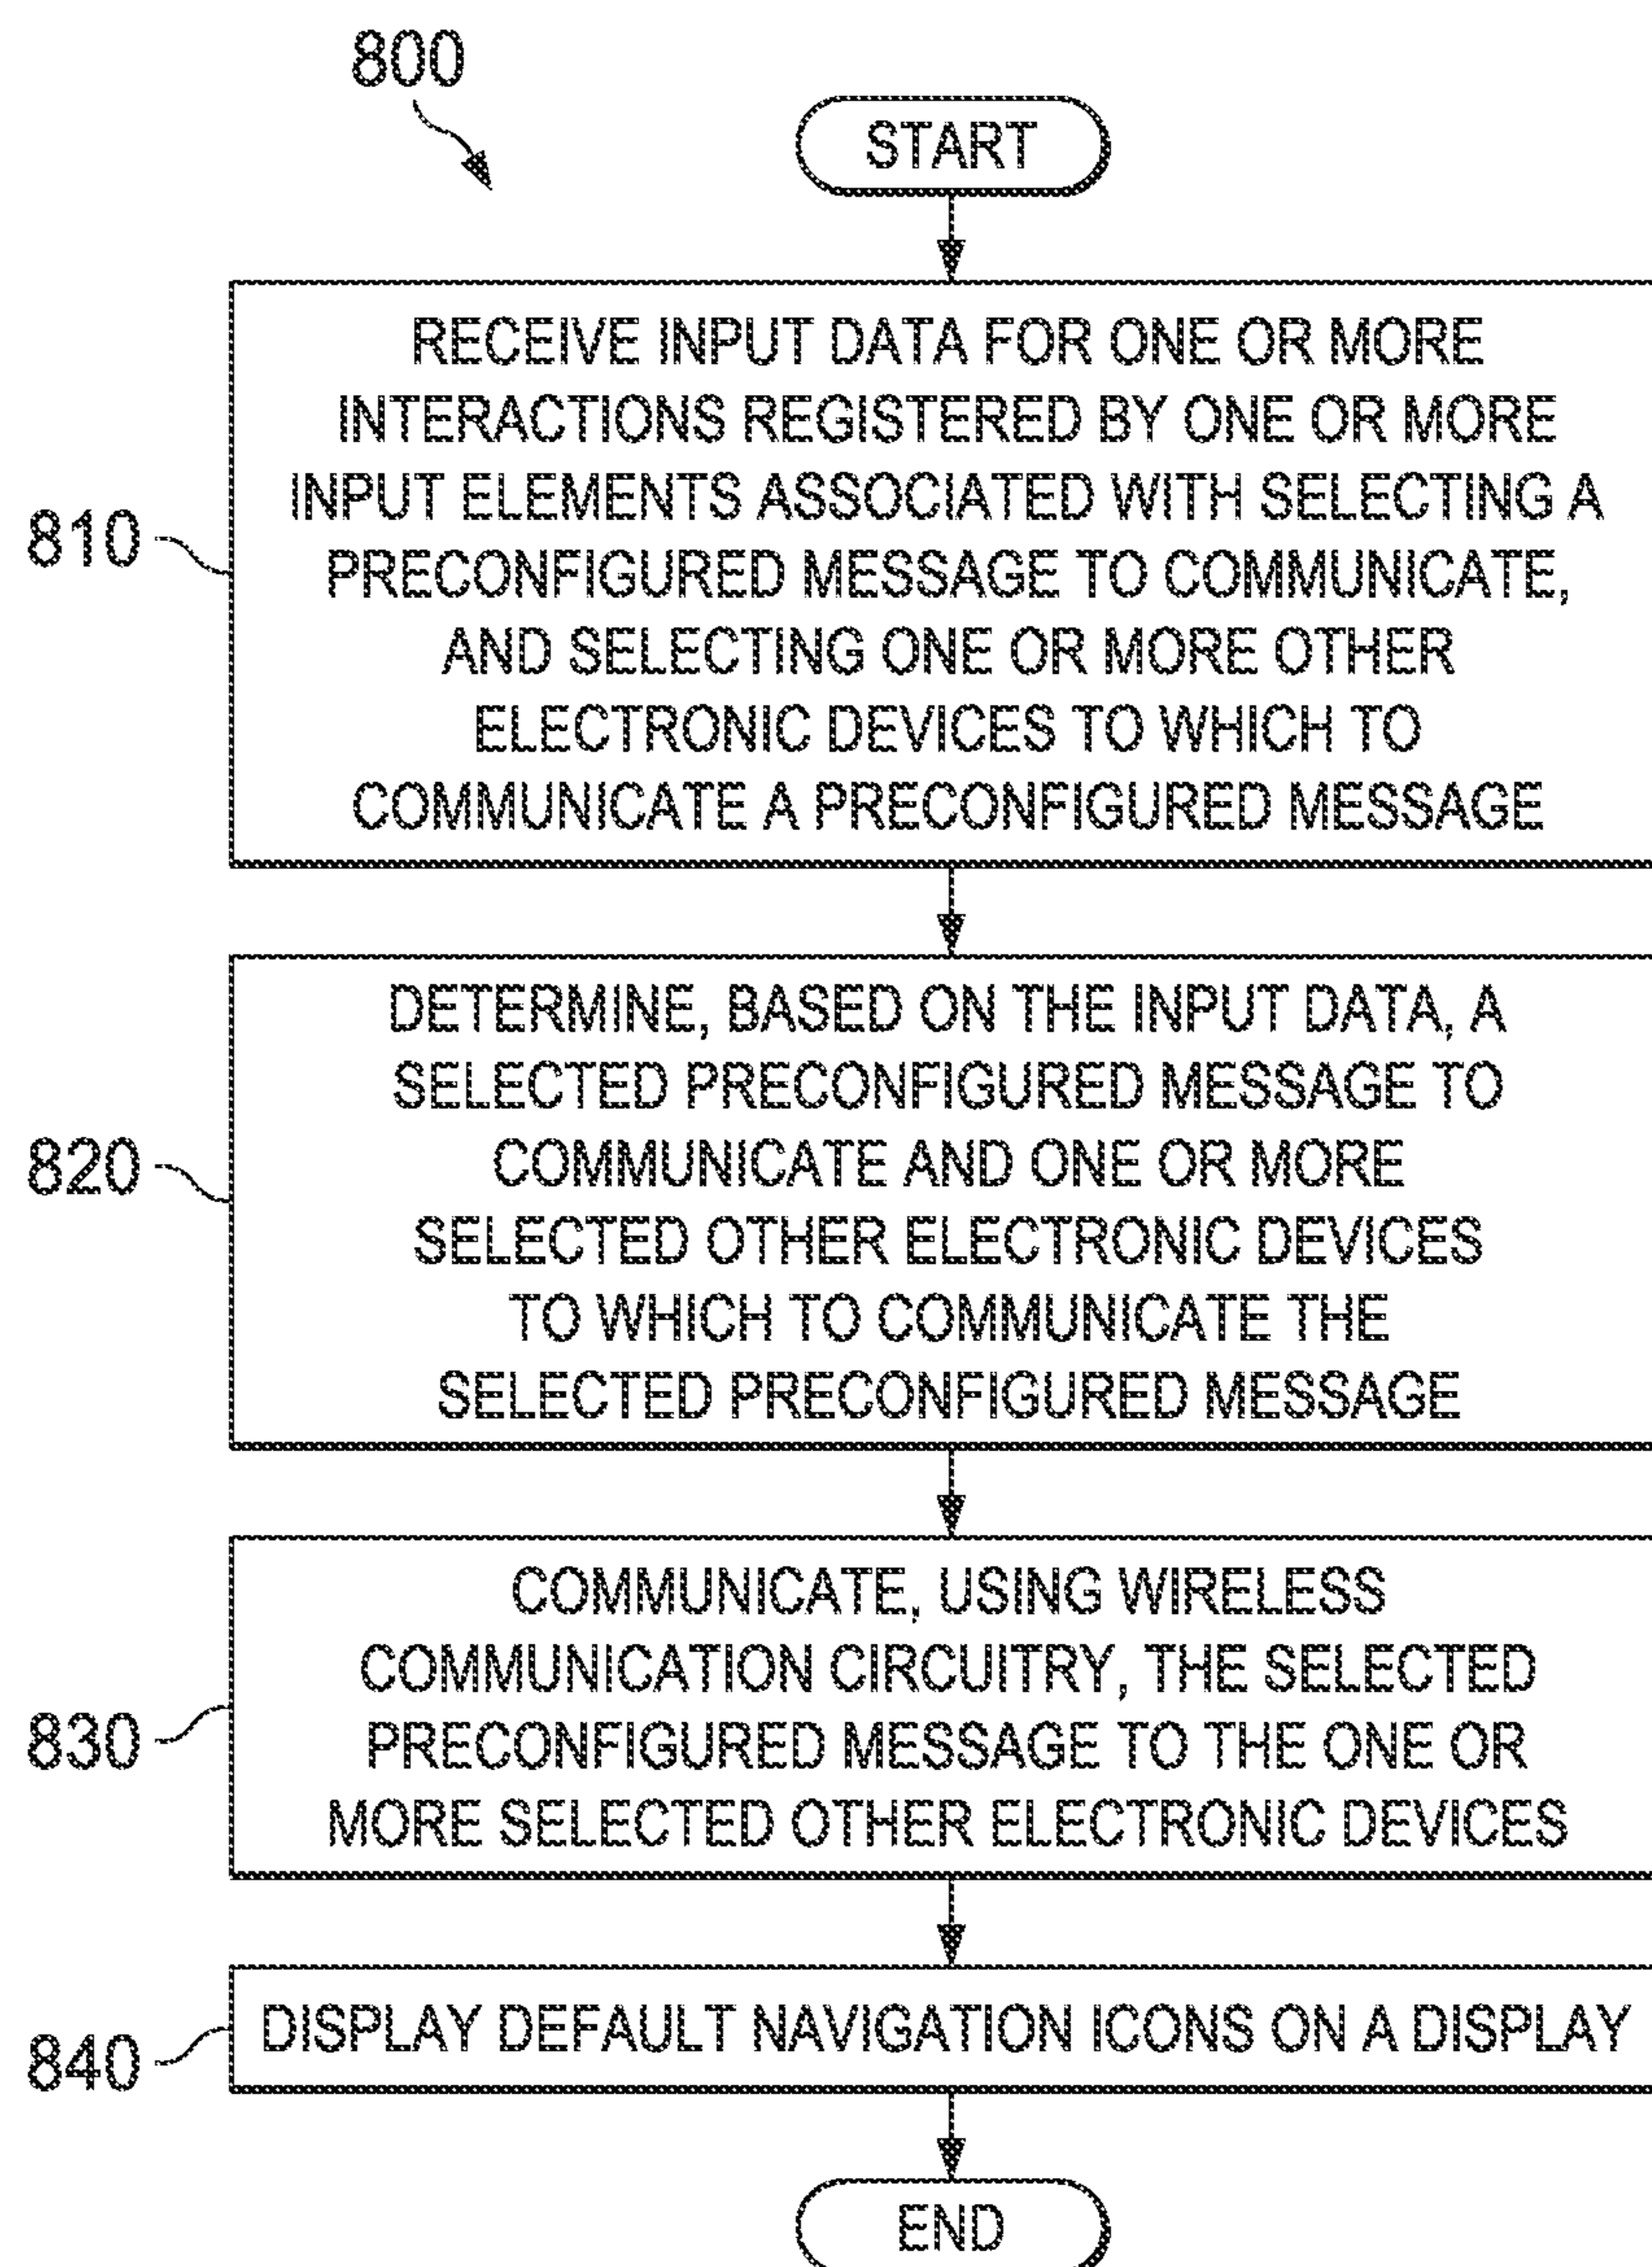 800
START
RECEIVE INPUT DATA FOR ONE OR MORE
INTERACTIONS REGISTERED BY ONE OR MORE
INPUT ELEMENTS ASSOCIATED WITH SELECTING A
810
PRECONFIGURED MESSAGE TO COMMUNICATE,
AND SELECTING ONE OR MORE OTHER
ELECTRONIC DEVICES TO WHICH TO
COMMUNICATE A PRECONFIGURED MESSAGE
DETERMINE, BASED ON THE INPUT DATA, A
SELECTED PRECONFIGURED MESSAGE TO
820
COMMUNICATE AND ONE OR MORE
SELECTED OTHER ELECTRONIC DEVICES
TO WHICH TO COMMUNICATE THE
SELECTED PRECONFIGURED MESSAGE
COMMUNICATE, USING WIRELESS
COMMUNICATION CIRCUITRY, THE SELECTED
830
PRECONFIGURED MESSAGE TO THE ONE OR
MORE SELECTED OTHER ELECTRONIC DEVICES
840
DISPLAY DEFAULT NAVIGATION ICONS ON A DISPLAY
END